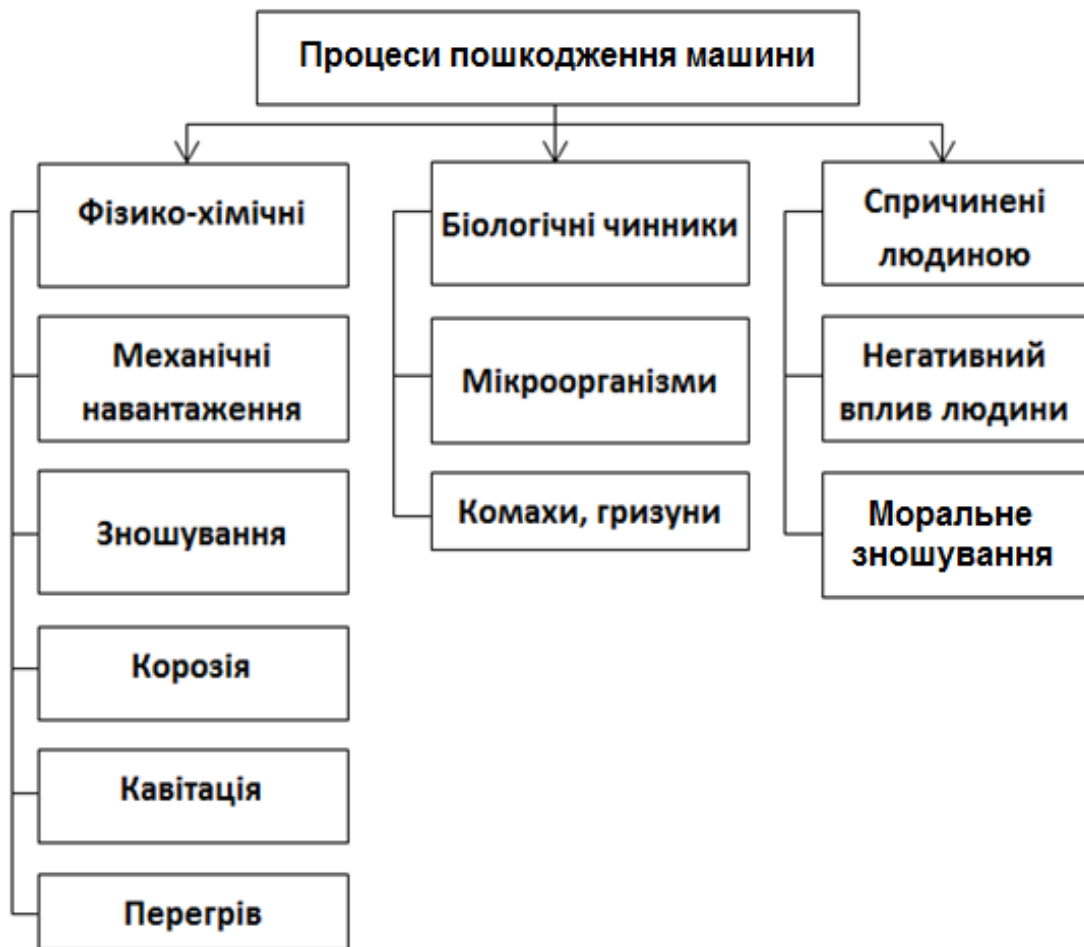 Процеси пошкодження машини
Фізико-хімічні
Механічні
навантаження
Зношування
Корозія
Кавітація
Перегрів
Біологічні чинники
Мікроорганізми
Комахи, гризуни
Спричинені
людиною
Негативний
вплив людини
Моральне
зношування